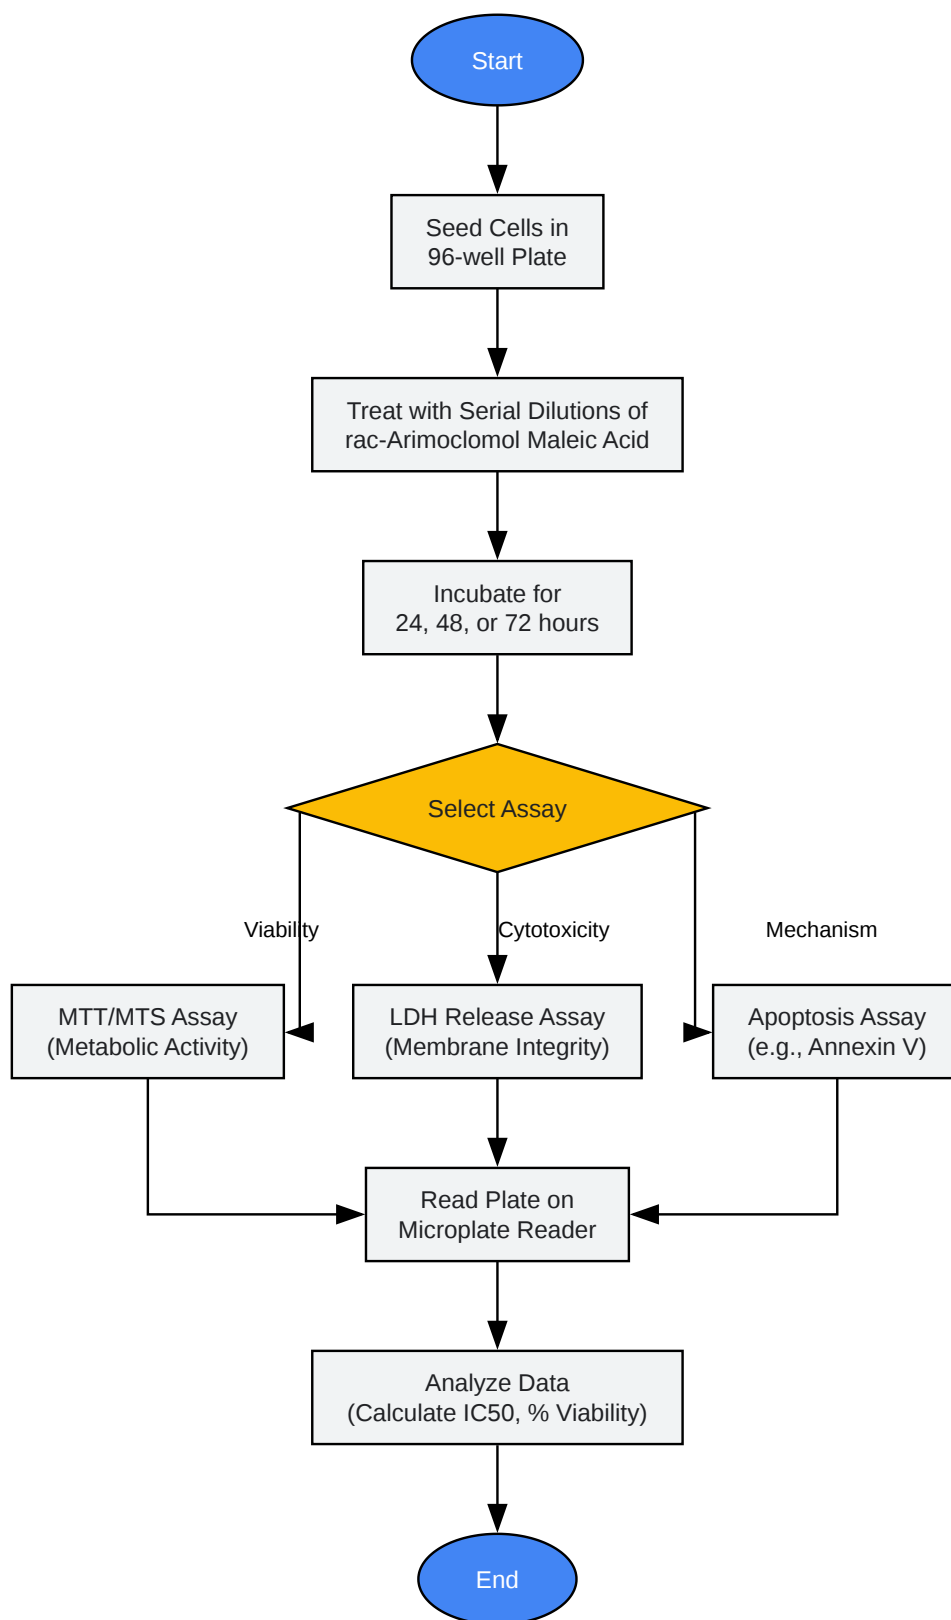 Start
Seed Cells in
96-well Plate
Treat with Serial Dilutions of
rac-Arimoclomol Maleic Acid
Incubate for
24, 48, or 72 hours
Select Assay
Viability
Cytotoxicity
Mechanism
MTT/MTS Assay
(Metabolic Activity)
LDH Release Assay
(Membrane Integrity)
Apoptosis Assay
(e.g., Annexin V)
Read Plate on
Microplate Reader
Analyze Data
(Calculate IC50, % Viability)
End